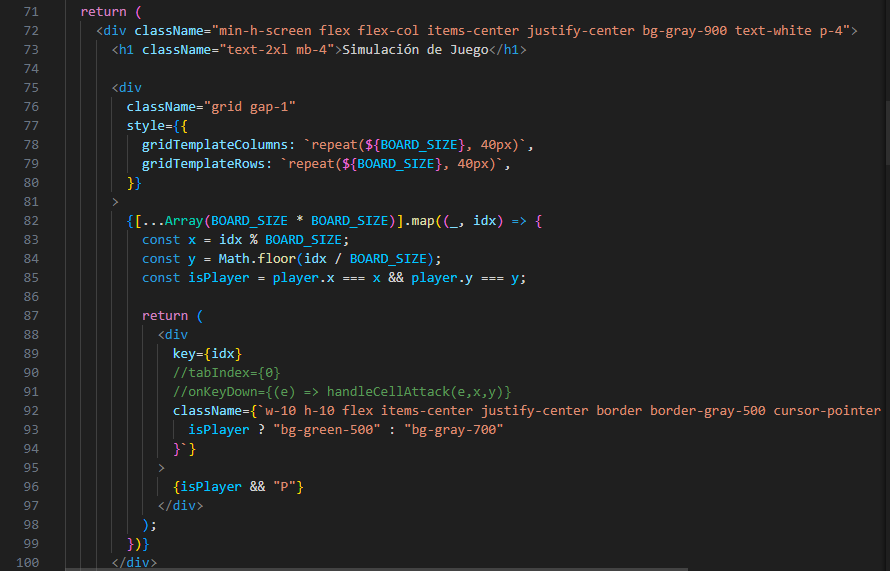 71 return (
72 <div className="min-h-screen flex flex-col items-center justify-center bg-gray-900 text-white p-4">
73 <h1 className="text-2xl mb-4">Simulación de Juego</h1>
74
75 <div
76 className="grid gap-1"
77 style={{
78 gridTemplateColumns: `repeat(${BOARD_SIZE}, 40px)`,
79 gridTemplateRows: `repeat(${BOARD_SIZE}, 40px)`,
80 }}
81 >
82 {[...Array(BOARD_SIZE * BOARD_SIZE)].map((_, idx) => {
83 const x = idx % BOARD_SIZE;
84 const y = Math.floor(idx / BOARD_SIZE);
85 const isPlayer = player.x === x && player.y === y;
86
87 return (
88 <div
89 key={idx}
90 //tabIndex={0}
91 //onKeyDown={(e) => handleCellAttack(e,x,y)}
92 className={`w-10 h-10 flex items-center justify-center border border-gray-500 cursor-pointer
93 isPlayer ? "bg-green-500" : "bg-gray-700"
94 }`}
95 >
96 {isPlayer && "P"}
97 </div>
98 );
99 })}
100 </div>